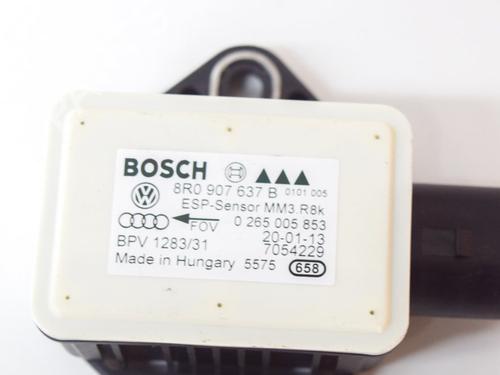 BOSCH
8R0 907 637 B 0101 005
ESP-Sensor MM3.R8k
FOV 0 265 005 853
20-01-13
BPV 1283/31 7054229
Made in Hungary 5575 658